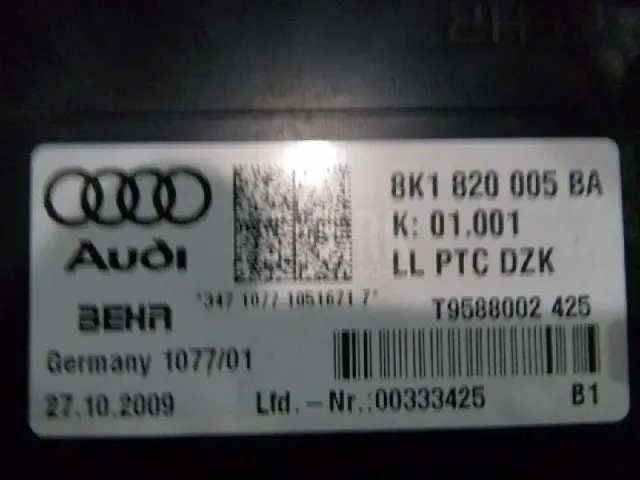 8K1 820 005 BA
K: 01.001
LL PTC DZK
Audi
*347 1077 1051671 7*
T9588002 425
BEHR
Germany 1077/01
27.10.2009
Lfd.-Nr.:00333425
B1